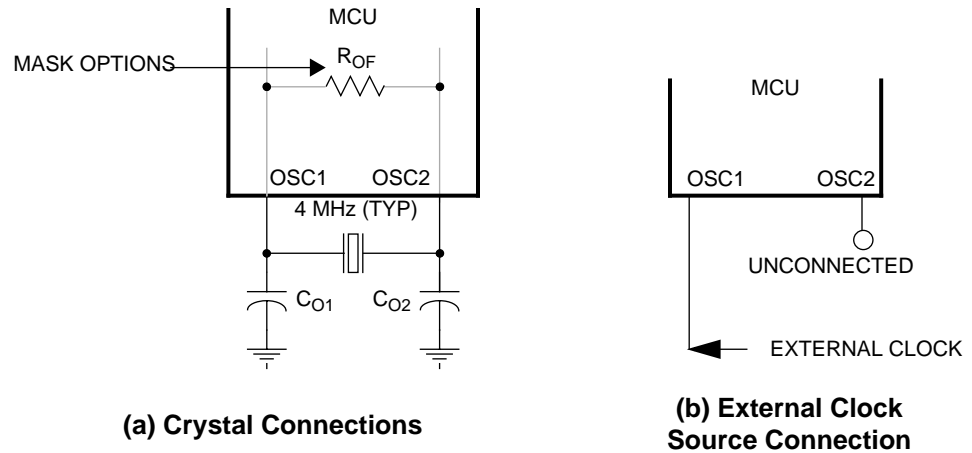 MCU
MASK OPTIONS
ROF
OSC1 OSC2
4 MHz (TYP)
CO1 CO2
(a) Crystal Connections
MCU
OSC1 OSC2
UNCONNECTED
EXTERNAL CLOCK
(b) External Clock
Source Connection